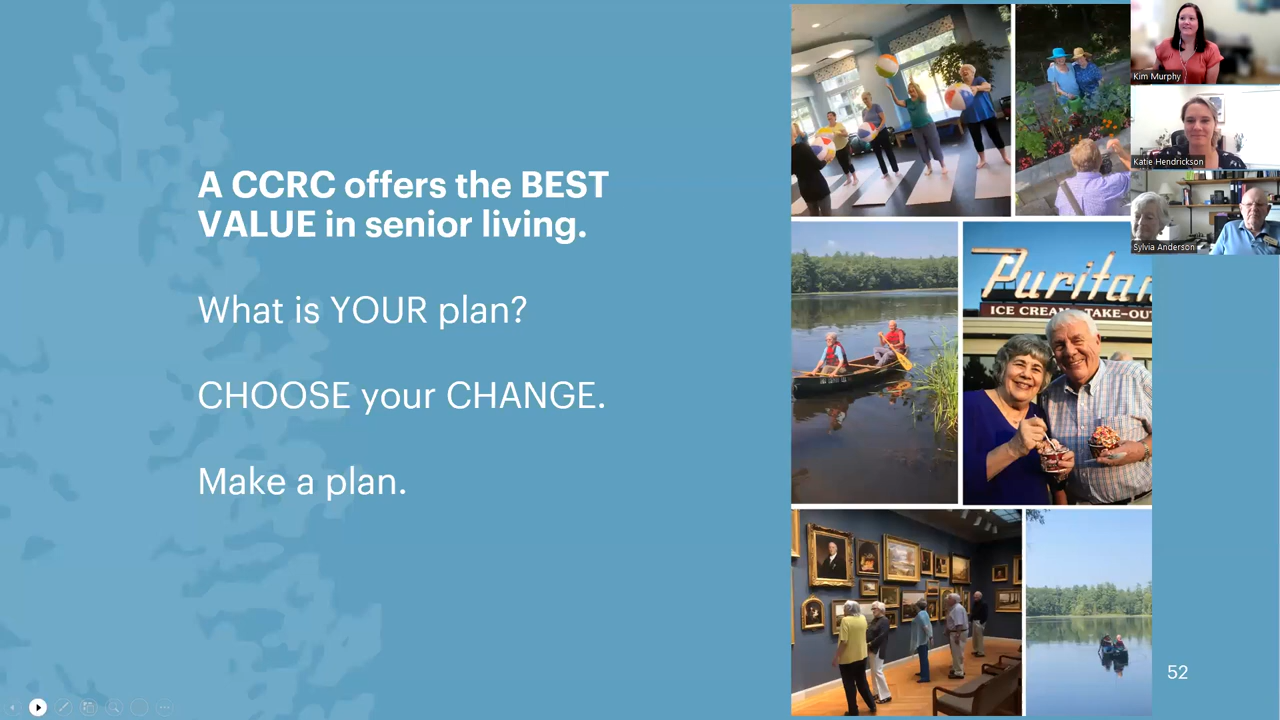 A CCRC offers the BEST
VALUE in senior living.
What is YOUR plan?
CHOOSE your CHANGE.
Make a plan.
Puritan
ICE CREAM TAKE-OU
Kim Murphy
Katie Hendrickson
Sylvia Anderson
52